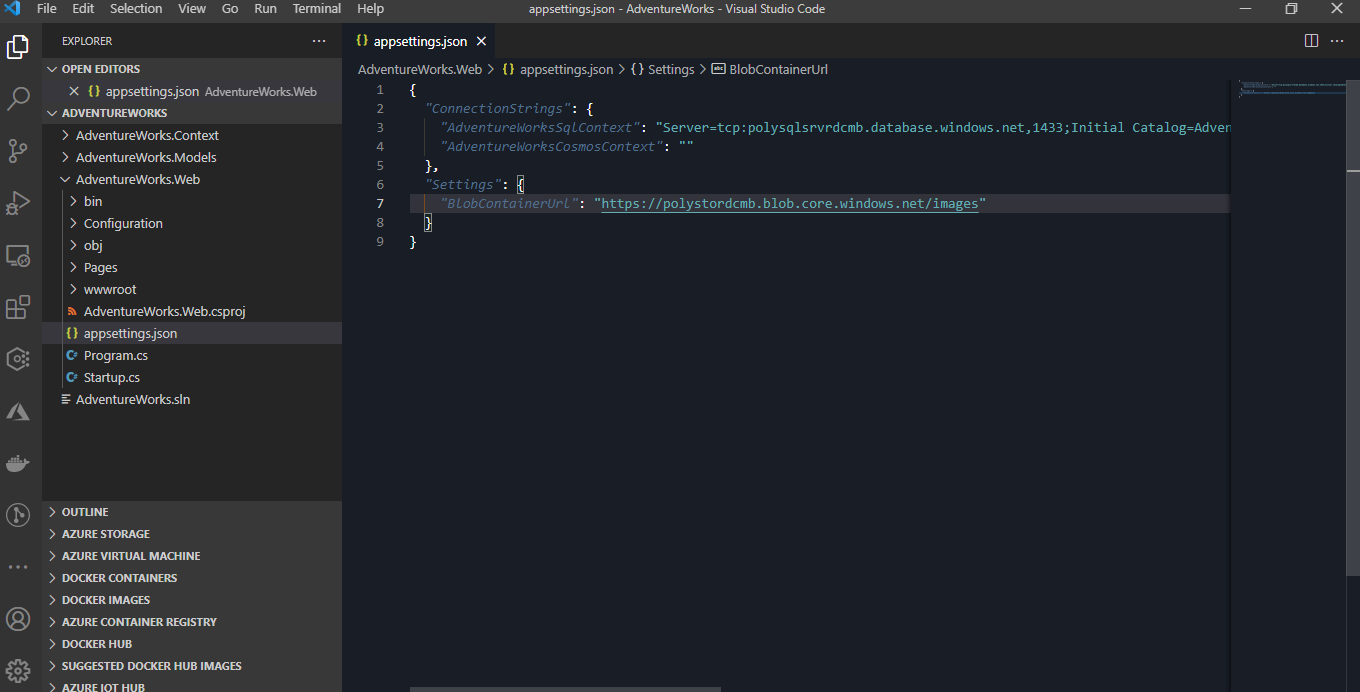 File Edit Selection View Go Run Terminal Help appsettings.json - AdventureWorks - Visual Studio Code
EXPLORER
OPEN EDITORS
appsettings.json AdventureWorks.Web
ADVENTUREWORKS
AdventureWorks.Context
AdventureWorks.Models
AdventureWorks.Web
bin
Configuration
obj
Pages
wwwroot
AdventureWorks.Web.csproj
{} appsettings.json
C# Program.cs
C# Startup.cs
AdventureWorks.sln
OUTLINE
AZURE STORAGE
AZURE VIRTUAL MACHINE
DOCKER CONTAINERS
DOCKER IMAGES
AZURE CONTAINER REGISTRY
DOCKER HUB
SUGGESTED DOCKER HUB IMAGES
AZURE IOT HUB
{} appsettings.json
AdventureWorks.Web > {} appsettings.json > {} Settings > abc BlobContainerUrl
1 {
2 "ConnectionStrings": {
3 "AdventureWorksSqlContext": "Server=tcp:polysqlsrvrdcmb.database.windows.net,1433;Initial Catalog=Adven
4 "AdventureWorksCosmosContext": ""
5 },
6 "Settings": {
7 "BlobContainerUrl": "https://polystordcmb.blob.core.windows.net/images"
8 }
9 }